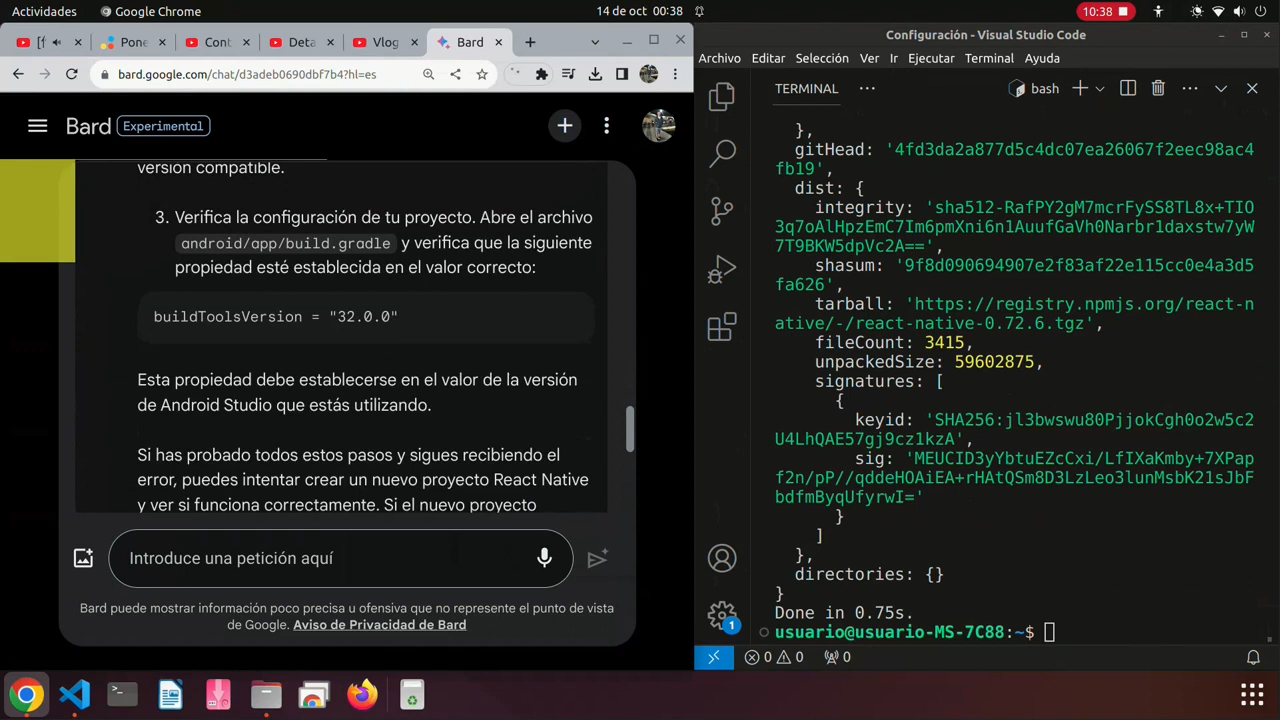 Actividades
Google Chrome
14 de oct 00:38
10:38
Pone
Cont
Deta
Vlog
Bard
bard.google.com/chat/d3adeb0690dbf7b4?hl=es
Bard Experimental
version compatible.
3. Verifica la configuración de tu proyecto. Abre el archivo
android/app/build.gradle y verifica que la siguiente
propiedad esté establecida en el valor correcto:
buildToolsVersion = "32.0.0"
Esta propiedad debe establecerse en el valor de la versión
de Android Studio que estás utilizando.
Si has probado todos estos pasos y sigues recibiendo el
error, puedes intentar crear un nuevo proyecto React Native
y ver si funciona correctamente. Si el nuevo proyecto
Introduce una petición aquí
Bard puede mostrar información poco precisa u ofensiva que no represente el punto de vista
de Google. Aviso de Privacidad de Bard
Configuración - Visual Studio Code
Archivo Editar Selección Ver Ir Ejecutar Terminal Ayuda
TERMINAL ··· bash
},
gitHead: '4fd3da2a877d5c4dc07ea26067f2eec98ac4
fb19',
dist: {
integrity: 'sha512-RafPY2gM7mcrFySS8TL8x+TIO
3q7oAlHpzEmC7Im6pmXni6n1AuufGaVh0Narbr1daxstw7yW
7T9BKW5dpVc2A==',
shasum: '9f8d090694907e2f83af22e115cc0e4a3d5
fa626',
tarball: 'https://registry.npmjs.org/react-n
ative/-/react-native-0.72.6.tgz',
fileCount: 3415,
unpackedSize: 59602875,
signatures: [
{
keyid: 'SHA256:jl3bwswu80PjjokCgh0o2w5c2
U4LhQAE57gj9cz1kzA',
sig: 'MEUCID3yYbtuEZcCxi/LfIXaKmby+7XPap
f2n/pP//qddeHOAiEA+rHAtQSm8D3LzLeo3lunMsbK21sJbF
bdfmByqUfyrwI='
}
]
},
directories: {}
}
Done in 0.75s.
usuario@usuario-MS-7C88:~$
1
0 0 0